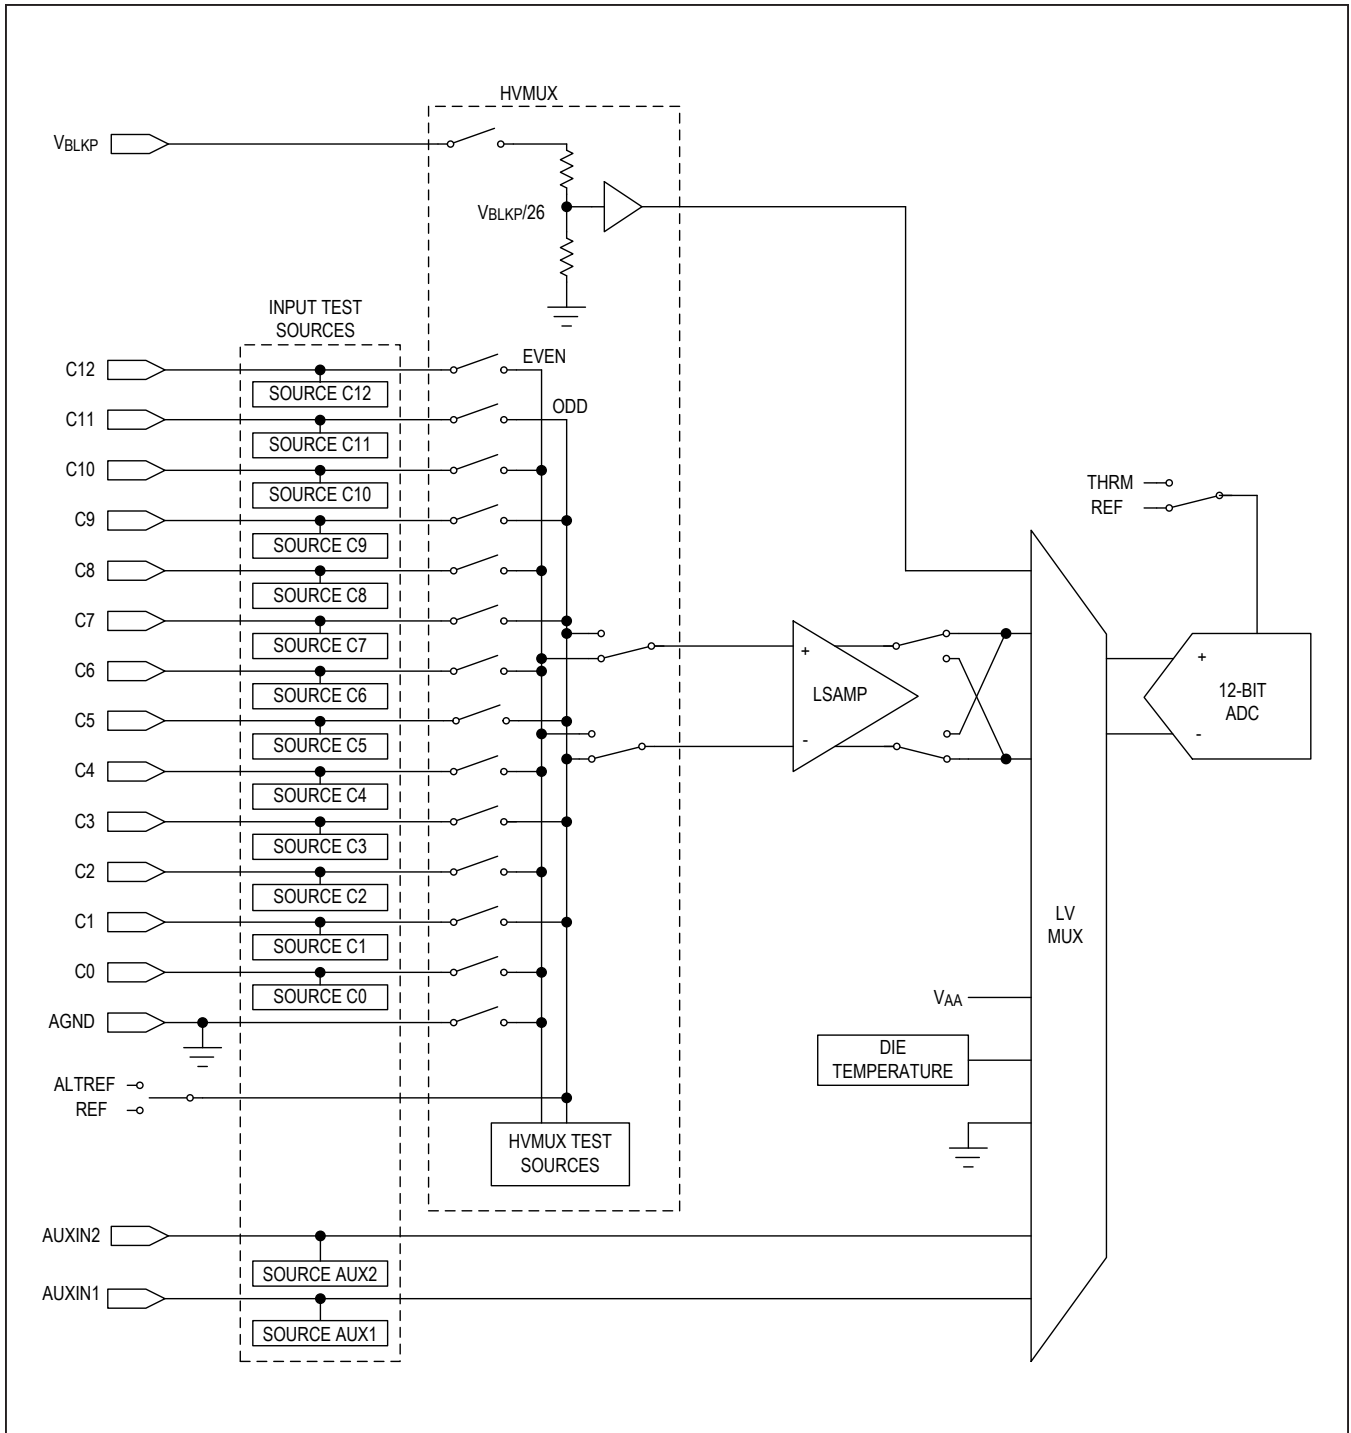 HVMUX
VBLKP
VBLKP/26
INPUT TEST
SOURCES
C12
EVEN
SOURCE C12
ODD
C11
SOURCE C11
C10
SOURCE C10
THRM
REF
C9
SOURCE C9
C8
SOURCE C8
C7
SOURCE C7
+
+
C6
SOURCE C6
LSAMP
12-BIT
ADC
C5
SOURCE C5
-
-
C4
SOURCE C4
C3
SOURCE C3
C2
SOURCE C2
C1
SOURCE C1
LV
MUX
C0
SOURCE C0
VAA
AGND
DIE
TEMPERATURE
ALTREF
REF
HVMUX TEST
SOURCES
AUXIN2
SOURCE AUX2
AUXIN1
SOURCE AUX1